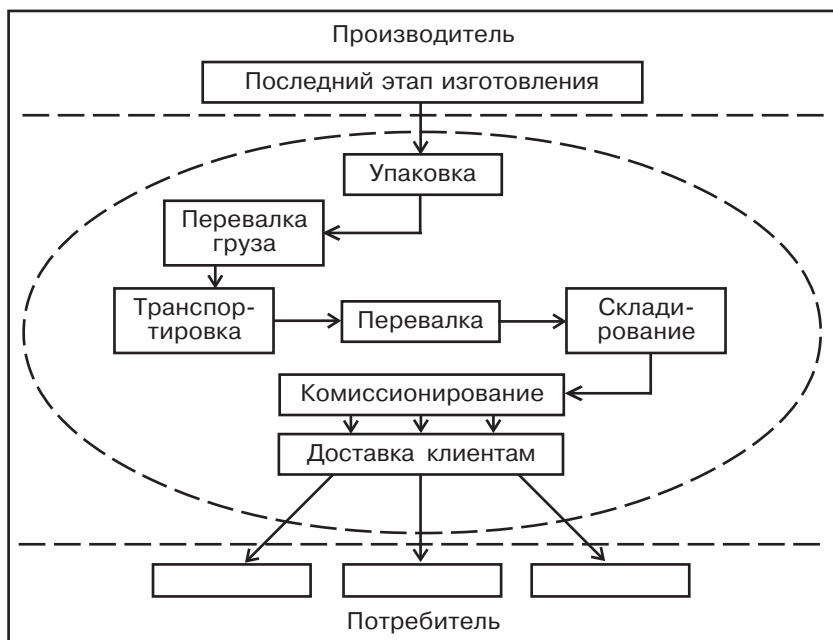 Производитель
Последний этап изготовления
Упаковка
Перевалка
груза
Транспор-
тировка
Перевалка
Склади-
рование
Комиссионирование
Доставка клиентам
Потребитель